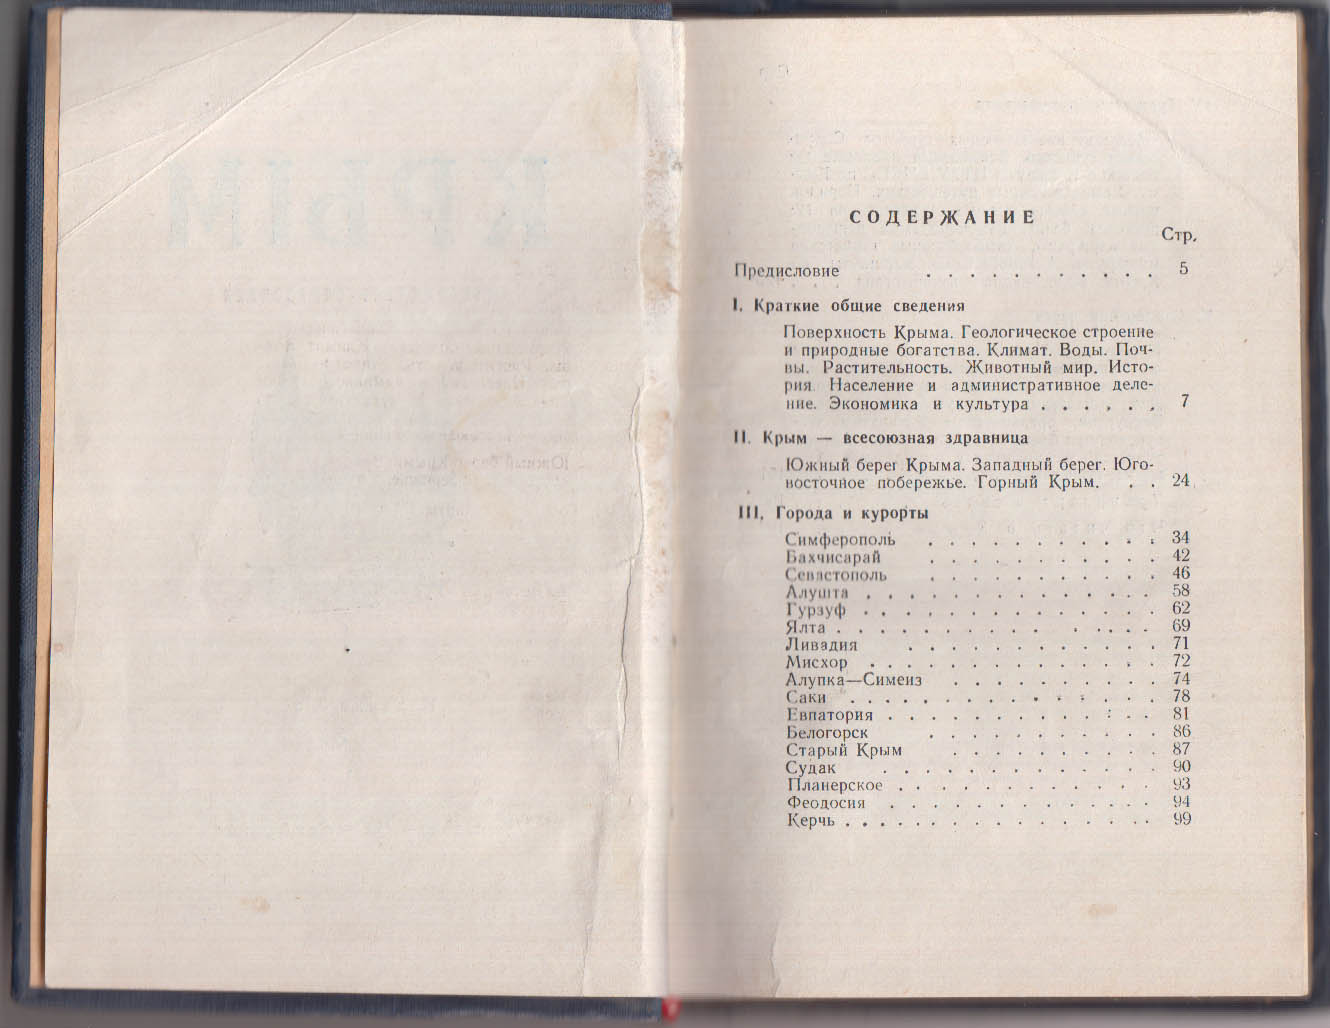 КРЫМ
СОДЕРЖАНИЕ
Стр.
Предисловие . . . . . . . . . . . 5
I. Краткие общие сведения
Поверхность Крыма. Геологическое строение
и природные богатства. Климат. Воды. Поч-
вы. Растительность. Животный мир. Исто-
рия. Население и административное деле-
ние. Экономика и культура . . . . . . 7
II. Крым — всесоюзная здравница
Южный берег Крыма. Западный берег. Юго-
восточное побережье. Горный Крым. . . 24
III. Города и курорты
Симферополь . . . . . . . . . . . 34
Бахчисарай . . . . . . . . . . . 42
Севастополь . . . . . . . . . . . 46
Алушта . . . . . . . . . . . . . . 58
Гурзуф . . . . . . . . . . . . . . 62
Ялта . . . . . . . . . . . . . . . 69
Ливадия . . . . . . . . . . . . 71
Мисхор . . . . . . . . . . . . . . 72
Алупка—Симеиз . . . . . . . . . . 74
Саки . . . . . . . . . . . . . . . 78
Евпатория . . . . . . . . . . . . . 81
Белогорск . . . . . . . . . . . 86
Старый Крым . . . . . . . . . . 87
Судак . . . . . . . . . . . . . 90
Планерское . . . . . . . . . . . . 93
Феодосия . . . . . . . . . . . . . 94
Керчь . . . . . . . . . . . . . . . . 99